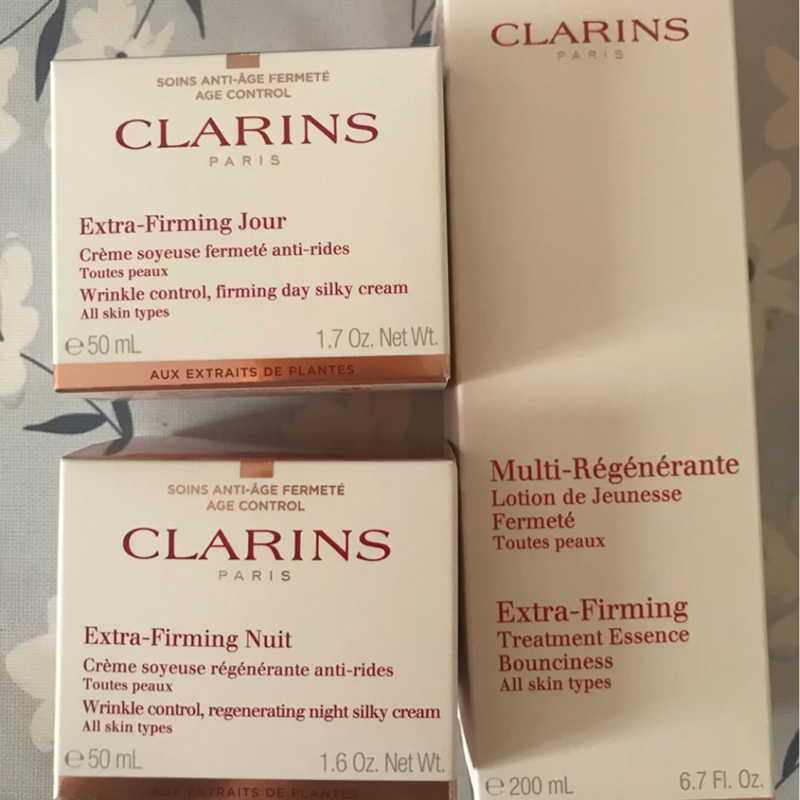 SOINS ANTI-ÂGE FERMETÉ
AGE CONTROL
CLARINS
PARIS
Extra-Firming Jour
Crème soyeuse fermeté anti-rides
Toutes peaux
Wrinkle control, firming day silky cream
All skin types
℮50 mL 1.7 Oz. Net Wt.
AUX EXTRAITS DE PLANTES
SOINS ANTI-ÂGE FERMETÉ
AGE CONTROL
CLARINS
PARIS
Extra-Firming Nuit
Crème soyeuse régénérante anti-rides
Toutes peaux
Wrinkle control, regenerating night silky cream
All skin types
℮50 mL 1.6 Oz. Net Wt.
AUX EXTRAITS DE PLANTES
CLARINS
PARIS
Multi-Régénérante
Lotion de Jeunesse
Fermeté
Toutes peaux
Extra-Firming
Treatment Essence
Bounciness
All skin types
℮200 mL 6.7 Fl. Oz.